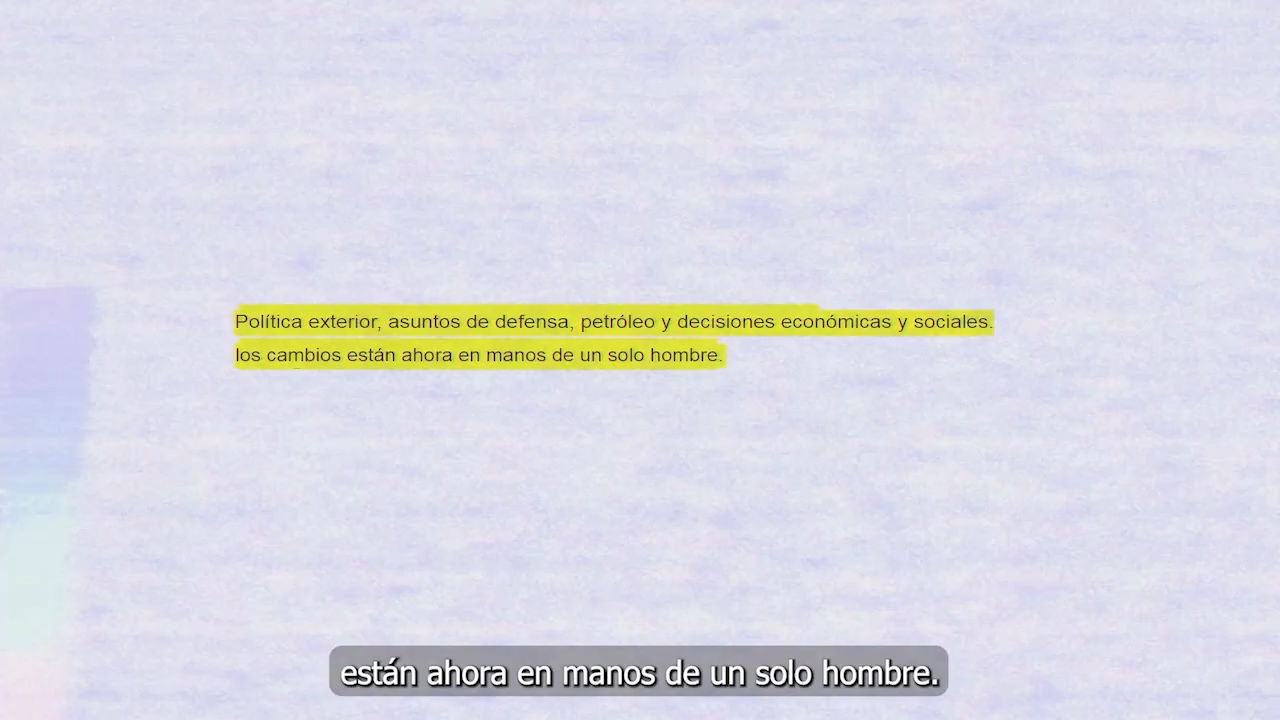 Política exterior, asuntos de defensa, petróleo y decisiones económicas y sociales.
los cambios están ahora en manos de un solo hombre.
están ahora en manos de un solo hombre.